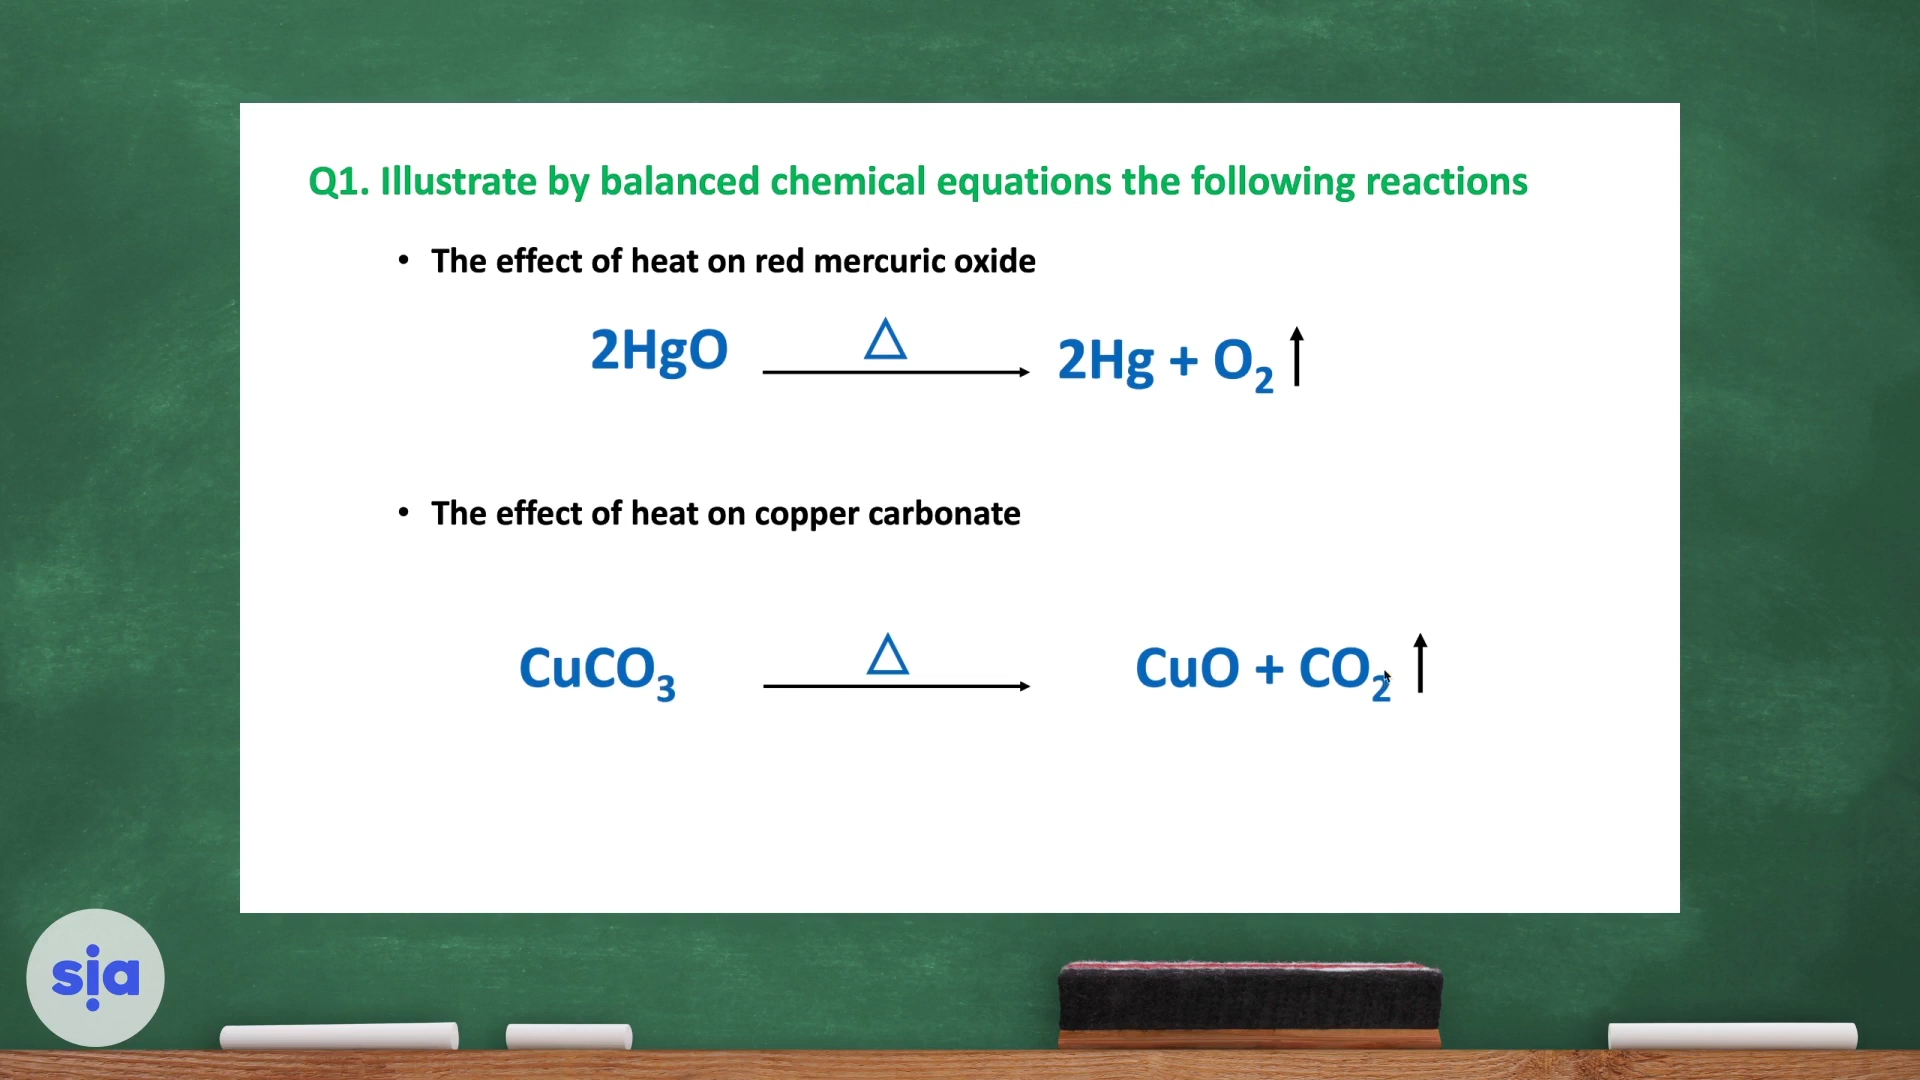 Q1. Illustrate by balanced chemical equations the following reactions
• The effect of heat on red mercuric oxide
2HgO △ 2Hg + O₂ ↑
• The effect of heat on copper carbonate
CuCO₃ △ CuO + CO₂ ↑
sia